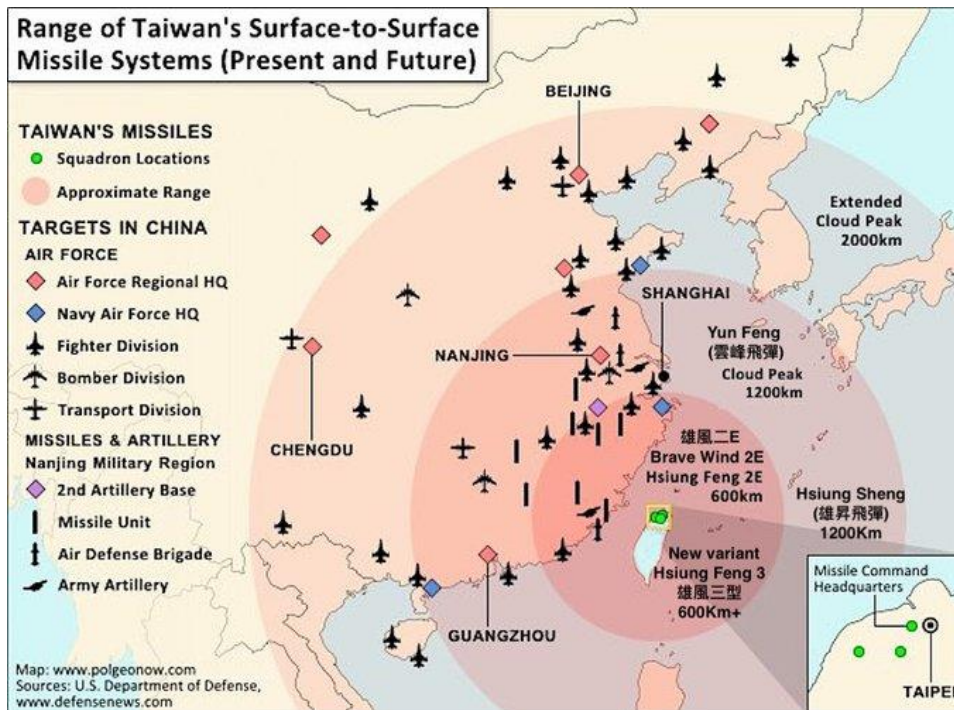 Range of Taiwan's Surface-to-Surface
Missile Systems (Present and Future)
TAIWAN'S MISSILES
Squadron Locations
Approximate Range
TARGETS IN CHINA
AIR FORCE
Air Force Regional HQ
Navy Air Force HQ
Fighter Division
Bomber Division
Transport Division
MISSILES & ARTILLERY
Nanjing Military Region
2nd Artillery Base
Missile Unit
Air Defense Brigade
Army Artillery
Map: www.polgeonow.com
Sources: U.S. Department of Defense,
www.defensenews.com
BEIJING
Extended
Cloud Peak
2000km
SHANGHAI
NANJING
Yun Feng
(雲峰飛彈)
Cloud Peak
1200km
CHENGDU
雄風二E
Brave Wind 2E
Hsiung Feng 2E
600km
Hsiung Sheng
(雄昇飛彈)
1200Km
New variant
Hsiung Feng 3
雄風三型
600Km+
GUANGZHOU
Missile Command
Headquarters
TAIPEI